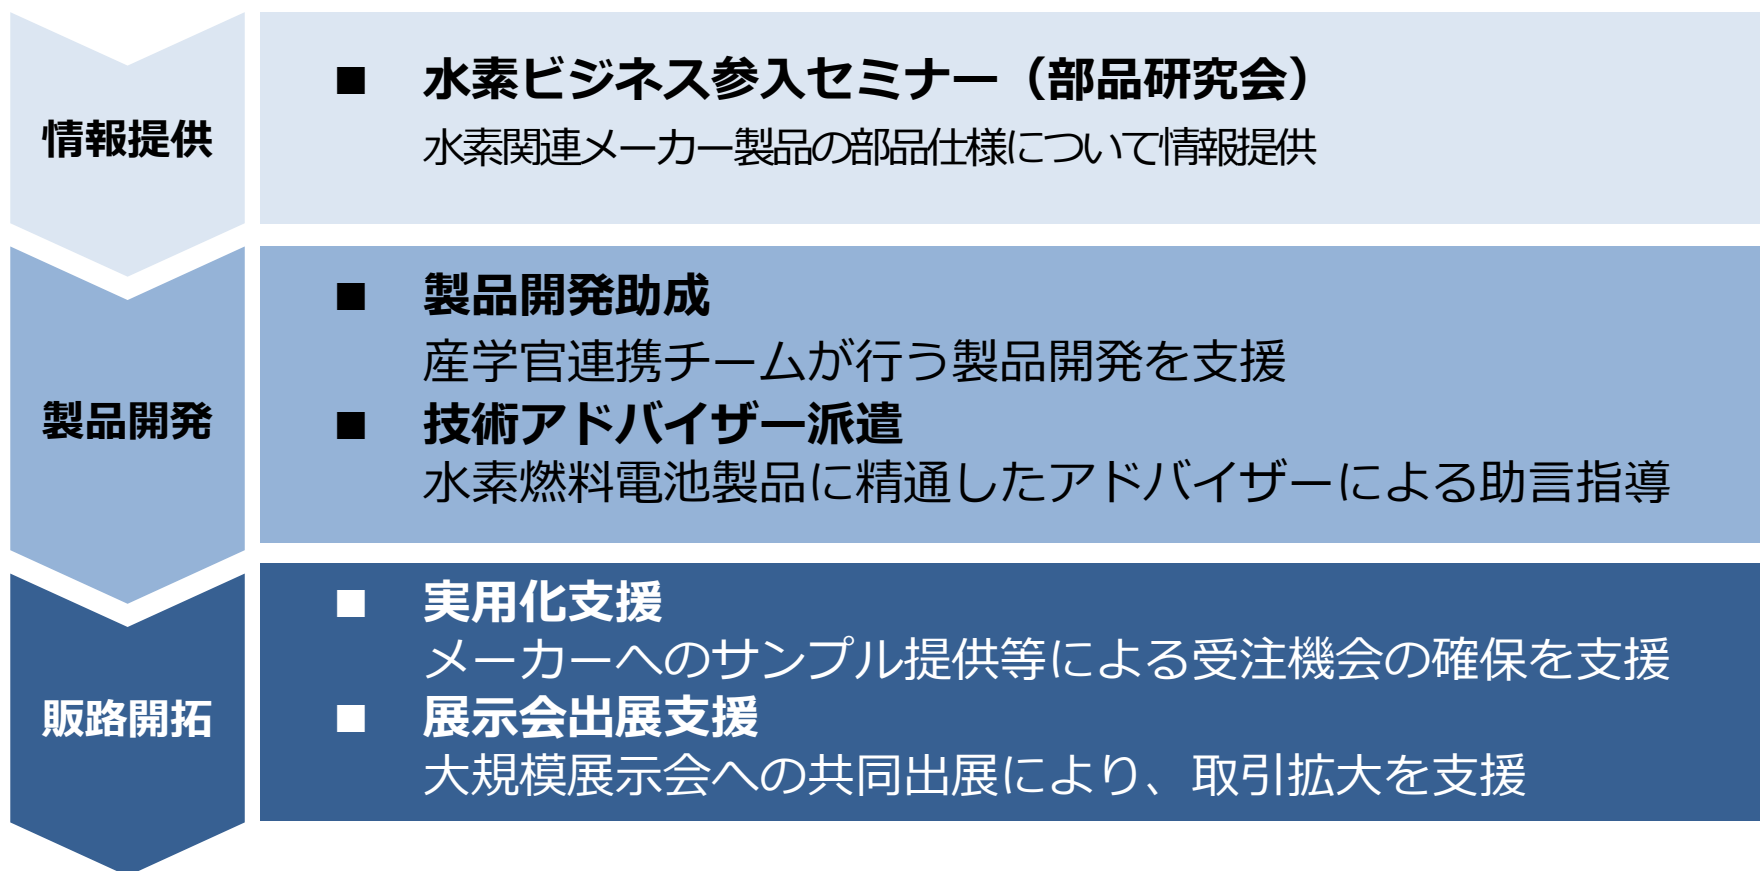 情報提供
■ 水素ビジネス参入セミナー（部品研究会）
水素関連メーカー製品の部品仕様について情報提供
製品開発
■ 製品開発助成
産学官連携チームが行う製品開発を支援
■ 技術アドバイザー派遣
水素燃料電池製品に精通したアドバイザーによる助言指導
販路開拓
■ 実用化支援
メーカーへのサンプル提供等による受注機会の確保を支援
■ 展示会出展支援
大規模展示会への共同出展により、取引拡大を支援